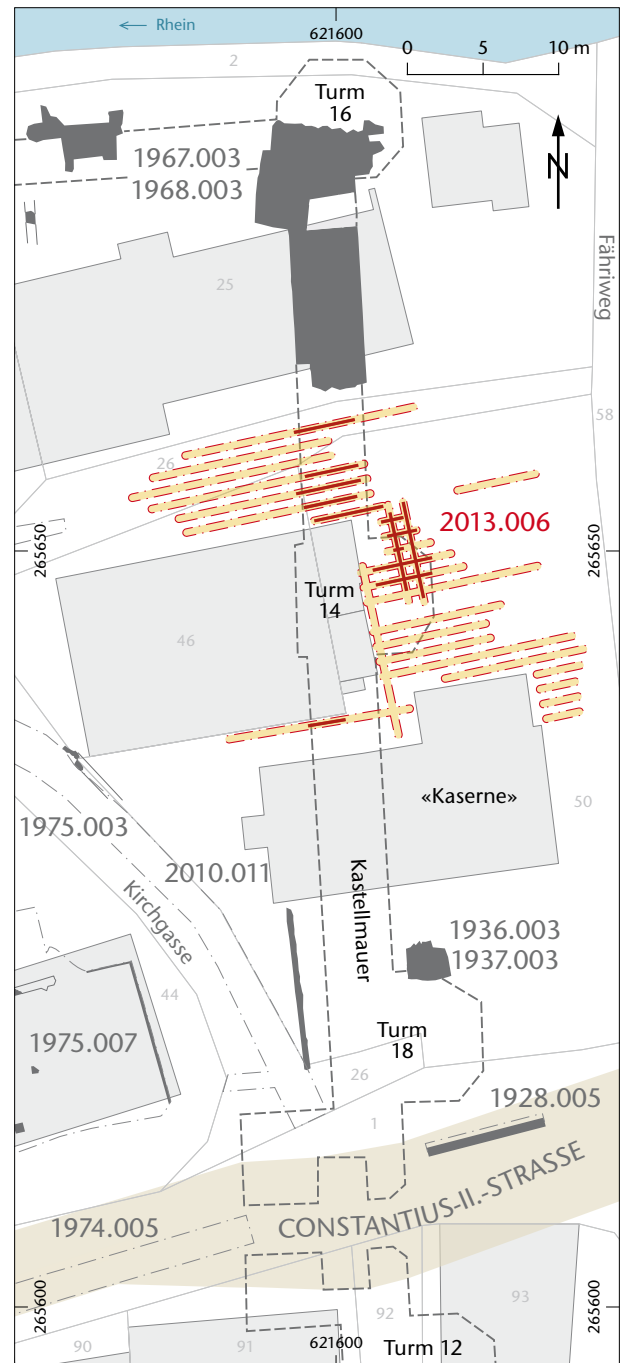 ← Rhein
621600
0 5 10 m
2
Turm
16
1967.003
1968.003
N
Fähriweg
25
58
26
2013.006
265650
265650
Turm
14
46
«Kaserne»
50
1975.003
2010.011
Kirchgasse
Kastellmauer
1936.003
1937.003
44
1975.007
Turm
18
26
1928.005
1
CONSTANTIUS-II.-STRASSE
1974.005
265600
265600
92
93
90
91
621600
Turm 12